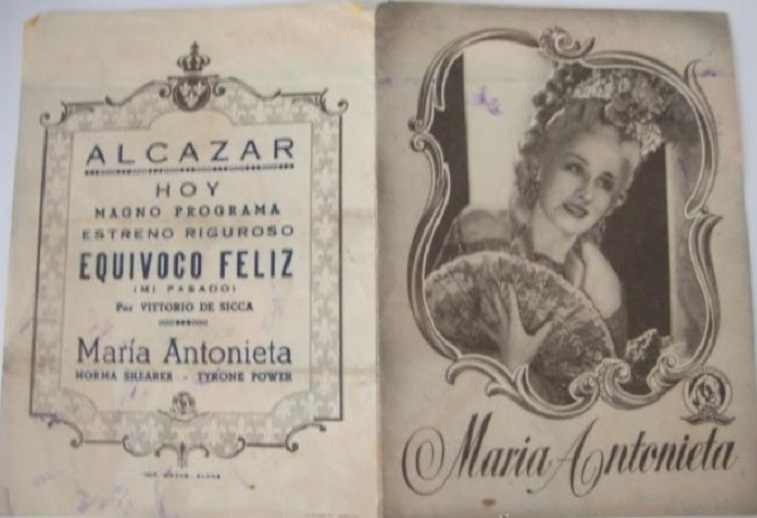 ALCAZAR
HOY
MAGNO PROGRAMA
ESTRENO RIGUROSO
EQUIVOCO FELIZ
(MI PASADO)
Por VITTORIO DE SICCA
María Antonieta
NORMA SHEARER - TYRONE POWER
IMP.
Maria Antonieta